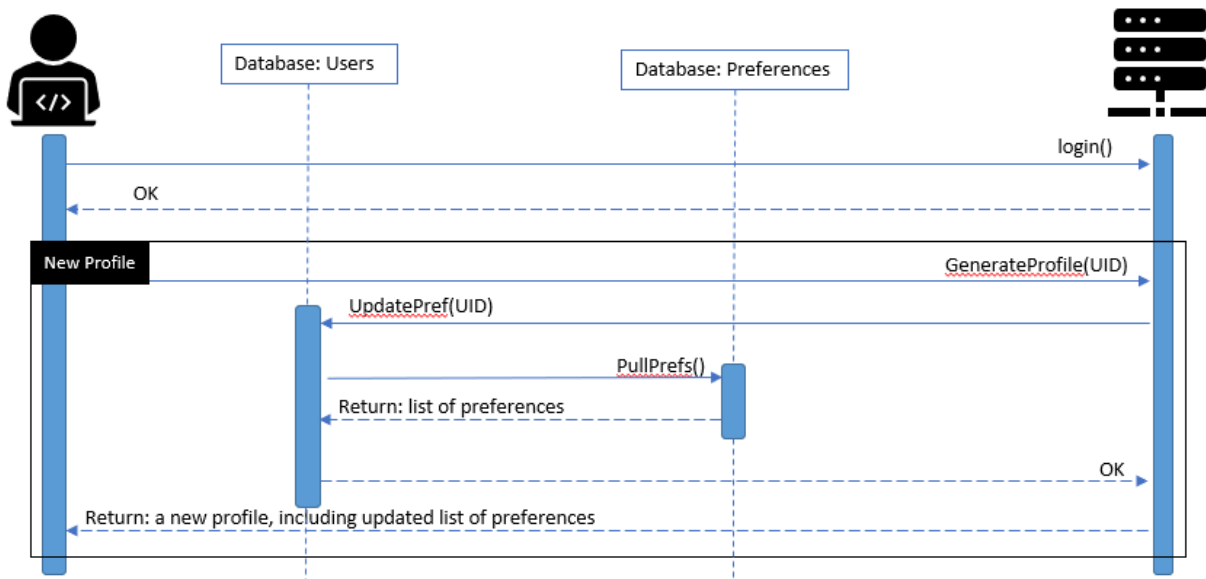 Database: Users
Database: Preferences
</>
login()
OK
New Profile
GenerateProfile(UID)
UpdatePref(UID)
PullPrefs()
Return: list of preferences
OK
Return: a new profile, including updated list of preferences